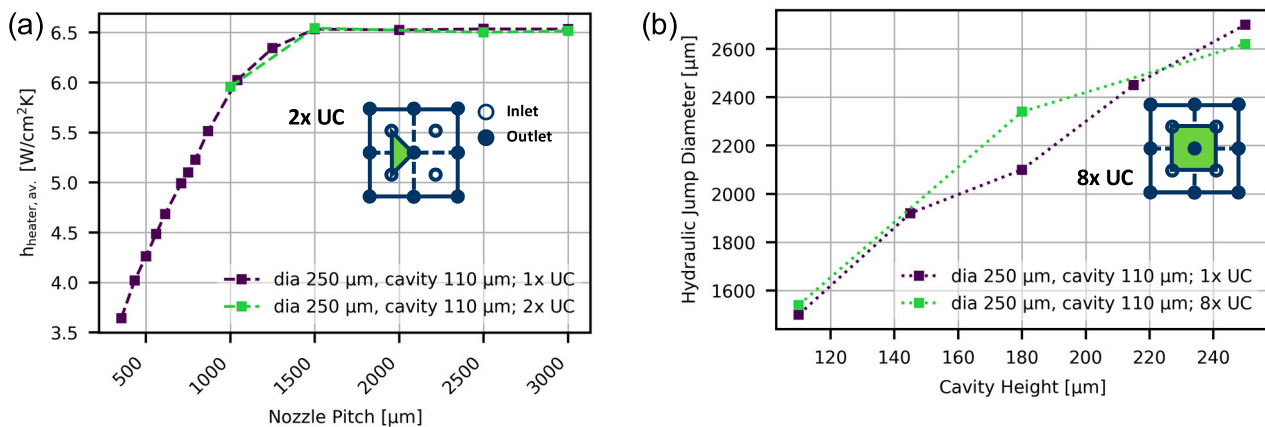 (a)
h heater, av. [W/cm²K]
6.5
6.0
5.5
5.0
4.5
4.0
3.5
2x UC
Inlet
Outlet
dia 250 µm, cavity 110 µm; 1x UC
dia 250 µm, cavity 110 µm; 2x UC
500
1000
1500
2000
2500
3000
Nozzle Pitch [µm]
(b)
Hydraulic Jump Diameter [µm]
2600
2400
2200
2000
1800
1600
8x UC
dia 250 µm, cavity 110 µm; 1x UC
dia 250 µm, cavity 110 µm; 8x UC
120
140
160
180
200
220
240
Cavity Height [µm]